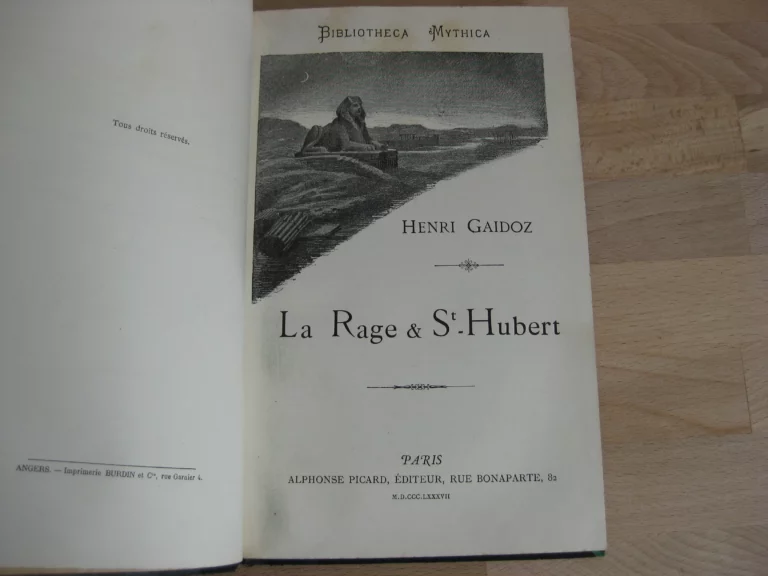 Tous droits réservés.
ANGERS. — Imprimerie BURDIN et Cie, rue Garnier 4.
BIBLIOTHECA MYTHICA
HENRI GAIDOZ
La Rage & St-Hubert
PARIS
ALPHONSE PICARD, ÉDITEUR, RUE BONAPARTE, 82
M.D.CCC.LXXXVII